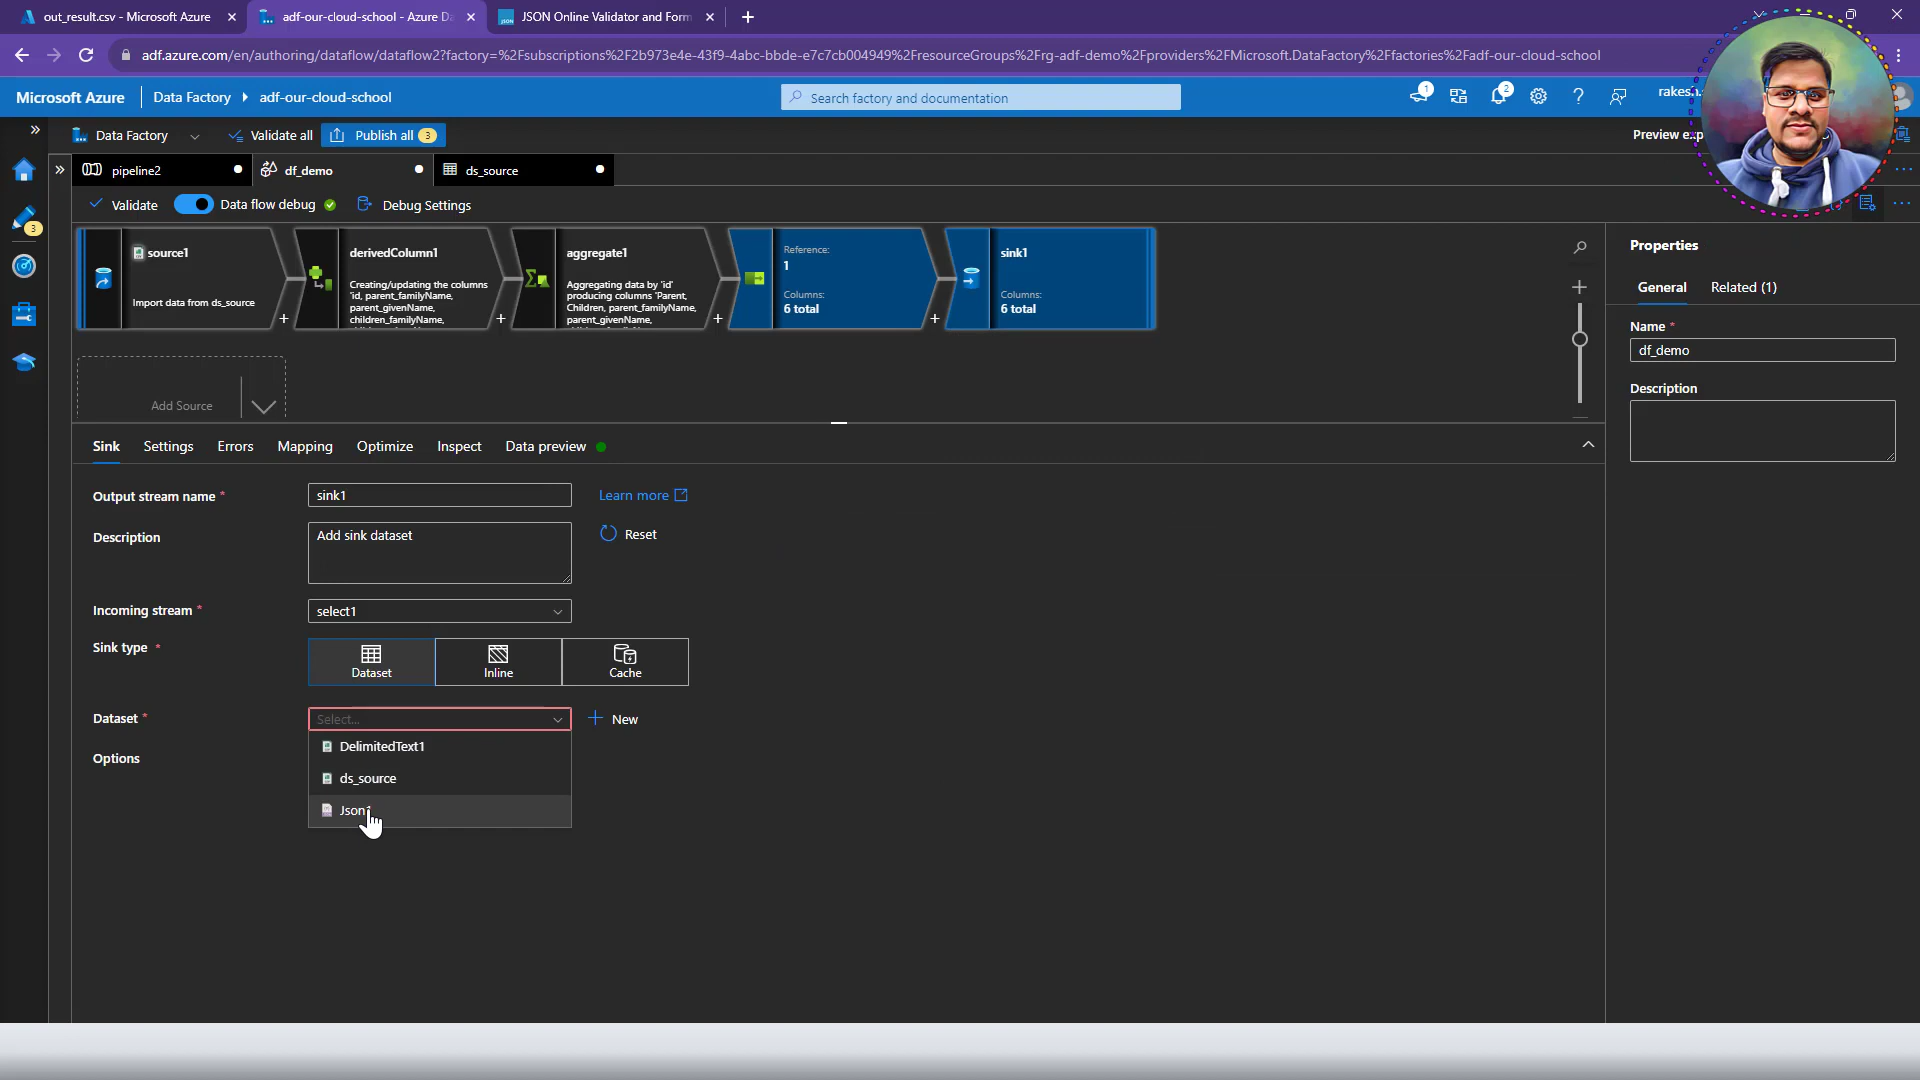 out_result.csv - Microsoft Azure
adf-our-cloud-school - Azure Da
JSON Online Validator and Form
adf.azure.com/en/authoring/dataflow/dataflow2?factory=%2Fsubscriptions%2F2b973e4e-43f9-4abc-bbde-e7c7cb004949%2FresourceGroups%2Frg-adf-demo%2Fproviders%2FMicrosoft.DataFactory%2Ffactories%2Fadf-our-cloud-school
Microsoft Azure
Data Factory
adf-our-cloud-school
Search factory and documentation
1
2
rakesh.
Data Factory
Validate all
Publish all
3
Preview exp
pipeline2
df_demo
ds_source
Validate
Data flow debug
Debug Settings
3
source1
Import data from ds_source
derivedColumn1
Creating/updating the columns
'id, parent_familyName,
parent_givenName,
children_familyName,
aggregate1
Aggregating data by 'id'
producing columns 'Parent,
Children, parent_familyName,
parent_givenName,
Reference:
1
Columns:
6 total
sink1
Columns:
6 total
Add Source
Properties
General
Related (1)
Name *
df_demo
Description
Sink
Settings
Errors
Mapping
Optimize
Inspect
Data preview
Output stream name *
sink1
Learn more
Description
Add sink dataset
Reset
Incoming stream *
select1
Sink type *
Dataset
Inline
Cache
Dataset *
Select...
New
DelimitedText1
Options
ds_source
Json1